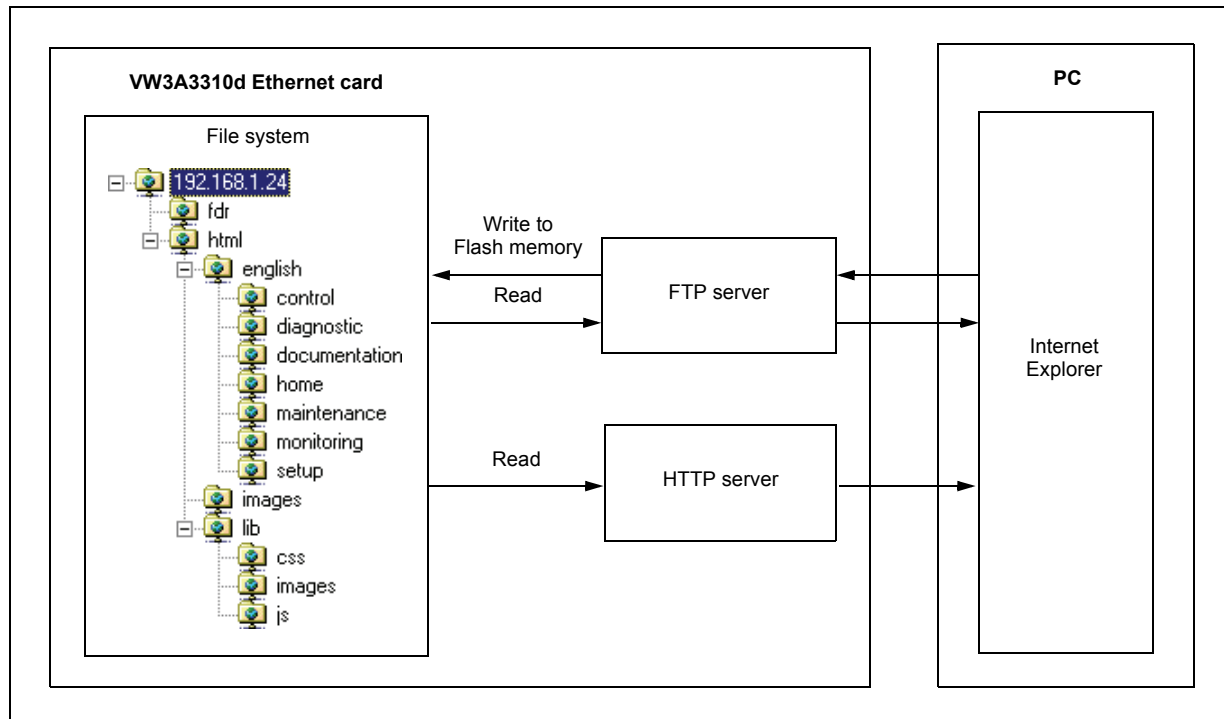 VW3A3310d Ethernet card
File system
192.168.1.24
fdr
html
english
control
diagnostic
documentation
home
maintenance
monitoring
setup
images
lib
css
images
js
Write to
Flash memory
Read
FTP server
Read
HTTP server
PC
Internet
Explorer